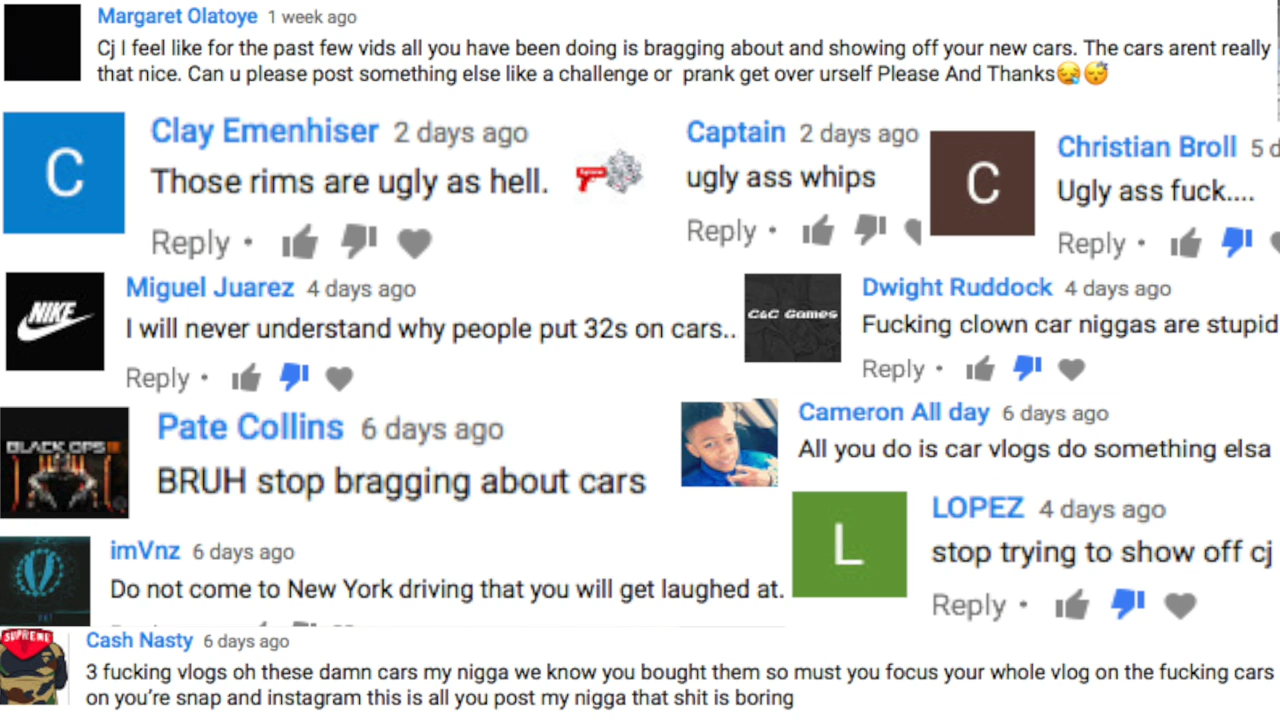 Margaret Olatoye 1 week ago
Cj I feel like for the past few vids all you have been doing is bragging about and showing off your new cars. The cars arent really
that nice. Can u please post something else like a challenge or prank get over urself Please And Thanks😪😴
C
Clay Emenhiser 2 days ago
Those rims are ugly as hell.
Reply •
Captain 2 days ago
ugly ass whips
Reply •
C
Christian Broll 5 d
Ugly ass fuck....
Reply •
NIKE
Miguel Juarez 4 days ago
I will never understand why people put 32s on cars..
Reply •
C&C Games
Dwight Ruddock 4 days ago
Fucking clown car niggas are stupid
Reply •
BLACK OPS III
Pate Collins 6 days ago
BRUH stop bragging about cars
Cameron All day 6 days ago
All you do is car vlogs do something elsa
L
LOPEZ 4 days ago
stop trying to show off cj
Reply •
imVnz 6 days ago
Do not come to New York driving that you will get laughed at.
SUPREME
Cash Nasty 6 days ago
3 fucking vlogs oh these damn cars my nigga we know you bought them so must you focus your whole vlog on the fucking cars
on you're snap and instagram this is all you post my nigga that shit is boring